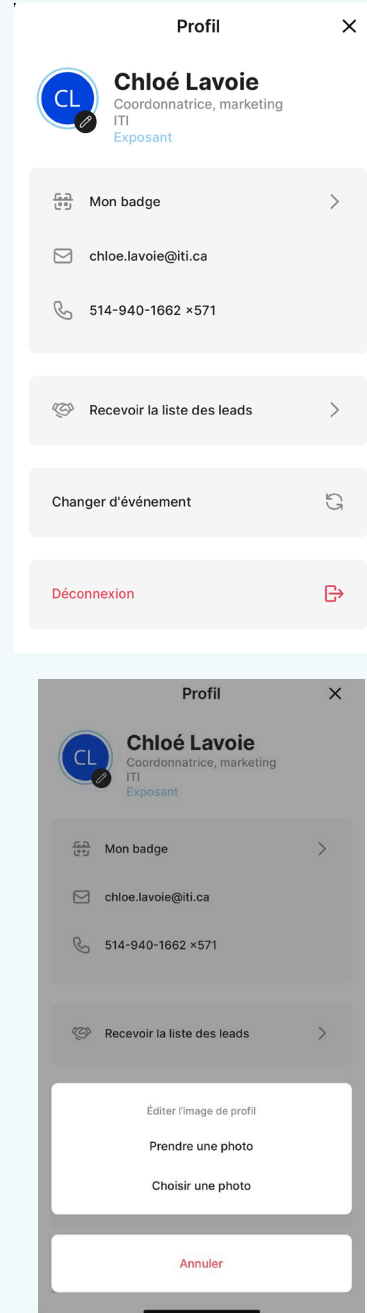 Profil
CL
Chloé Lavoie
Coordonnatrice, marketing
ITI
Exposant
Mon badge
chloe.lavoie@iti.ca
514-940-1662 x571
Recevoir la liste des leads
Changer d'événement
Déconnexion
Profil
CL
Chloé Lavoie
Coordonnatrice, marketing
ITI
Exposant
Mon badge
chloe.lavoie@iti.ca
514-940-1662 x571
Recevoir la liste des leads
Éditer l'image de profil
Prendre une photo
Choisir une photo
Annuler